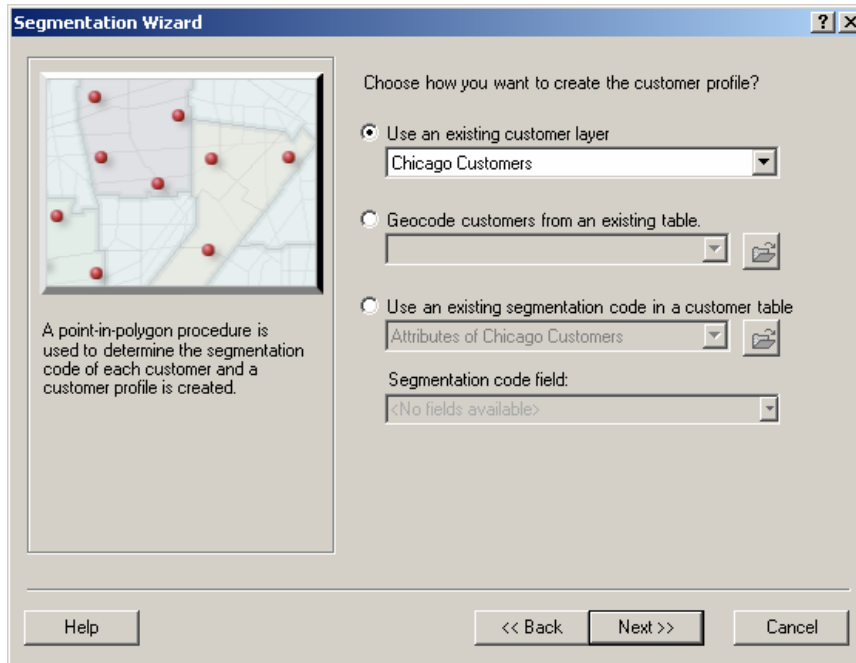 Segmentation Wizard
Choose how you want to create the customer profile?
Use an existing customer layer
Chicago Customers
Geocode customers from an existing table.
Use an existing segmentation code in a customer table
Attributes of Chicago Customers
Segmentation code field:
<No fields available>
A point-in-polygon procedure is
used to determine the segmentation
code of each customer and a
customer profile is created.
Help
<< Back
Next >>
Cancel